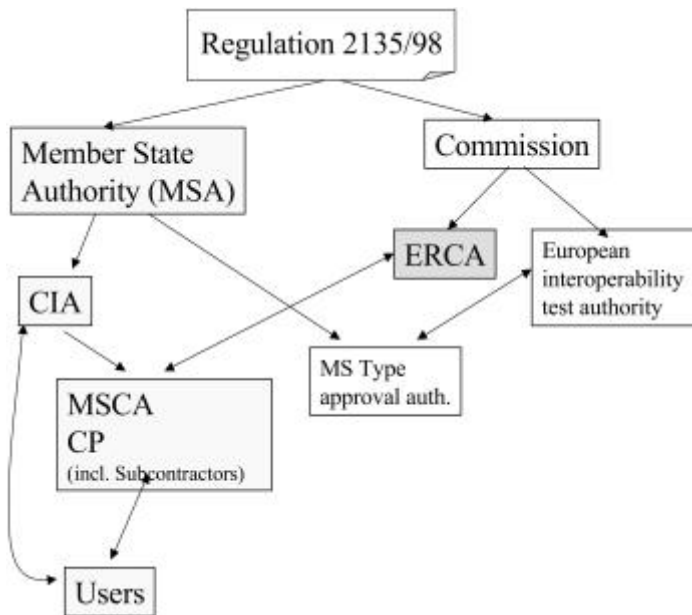 Regulation 2135/98
Member State
Authority (MSA)
Commission
ERCA
European
interoperability
test authority
CIA
MS Type
approval auth.
MSCA
CP
(incl. Subcontractors)
Users